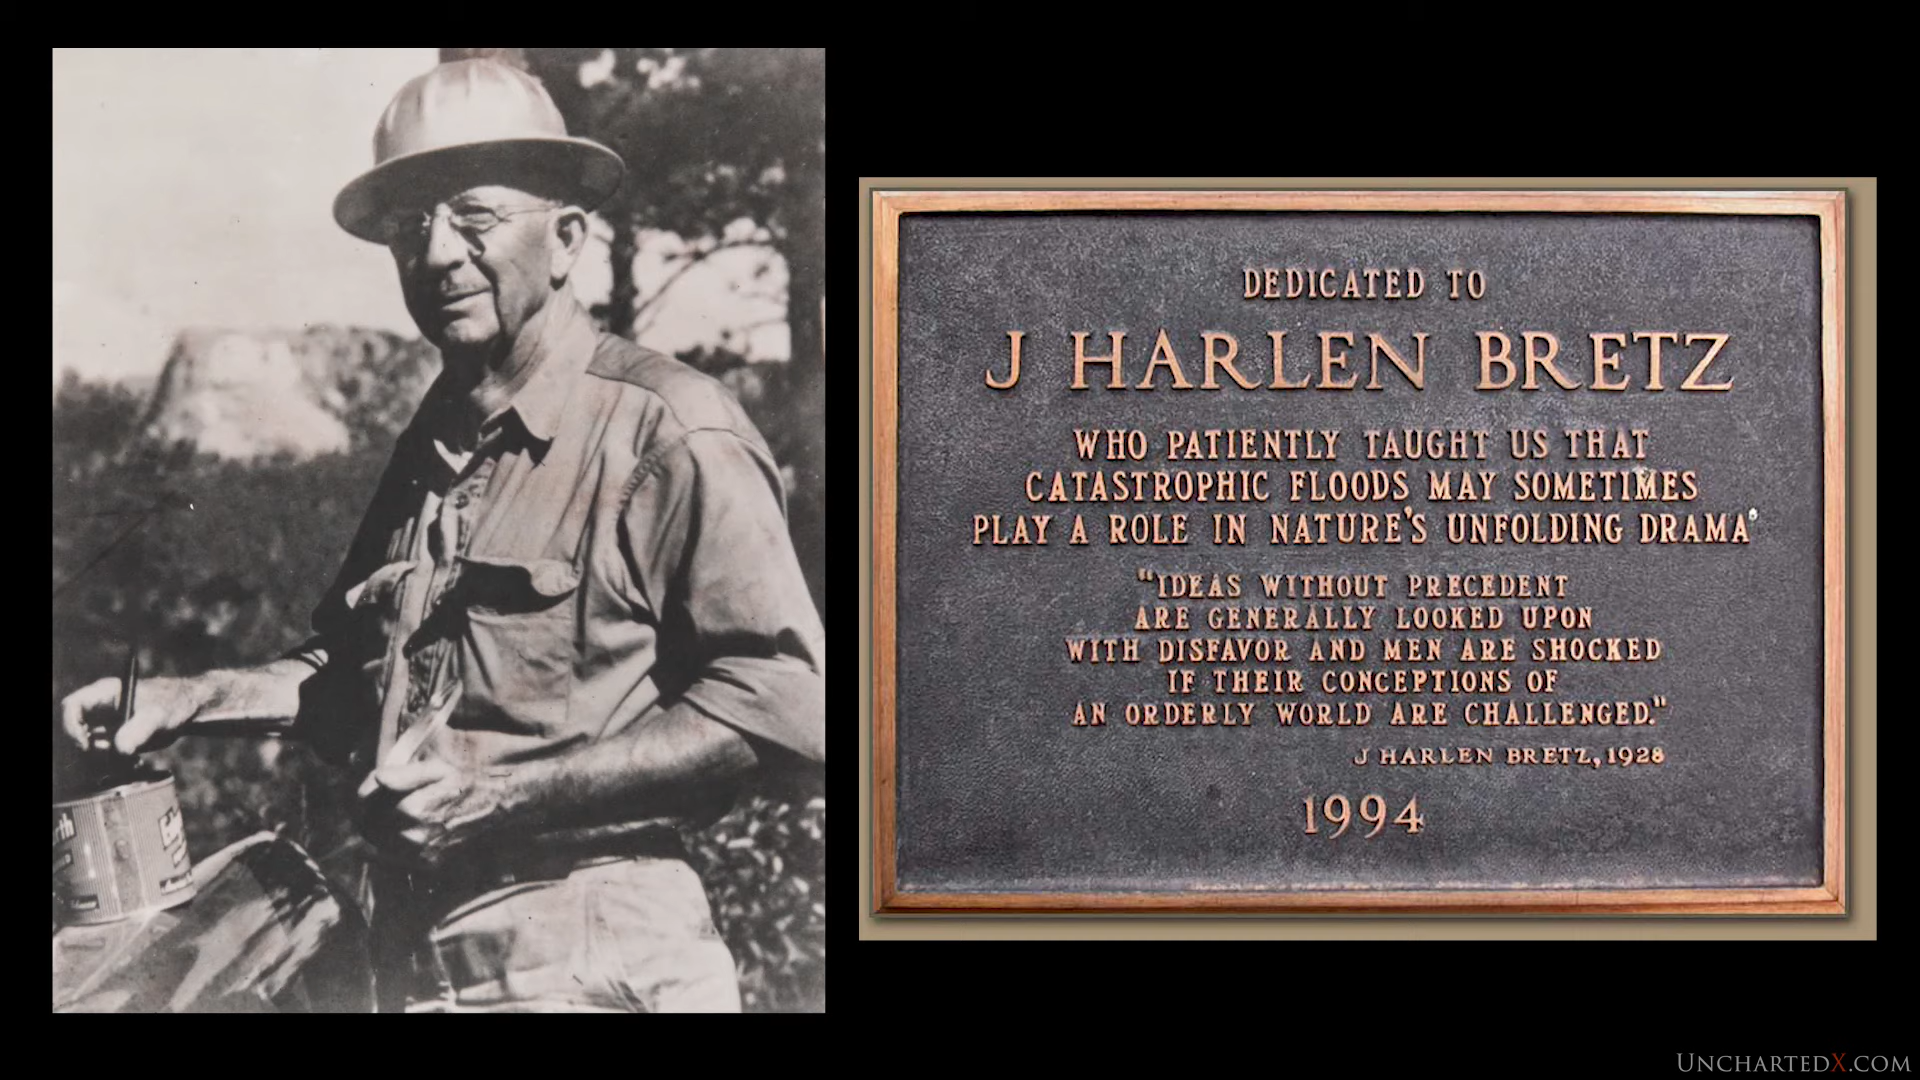 DEDICATED TO
J HARLEN BRETZ
WHO PATIENTLY TAUGHT US THAT
CATASTROPHIC FLOODS MAY SOMETIMES
PLAY A ROLE IN NATURE'S UNFOLDING DRAMA
"IDEAS WITHOUT PRECEDENT
ARE GENERALLY LOOKED UPON
WITH DISFAVOR AND MEN ARE SHOCKED
IF THEIR CONCEPTIONS OF
AN ORDERLY WORLD ARE CHALLENGED."
J HARLEN BRETZ, 1928
1994
UNCHARTEDX.COM